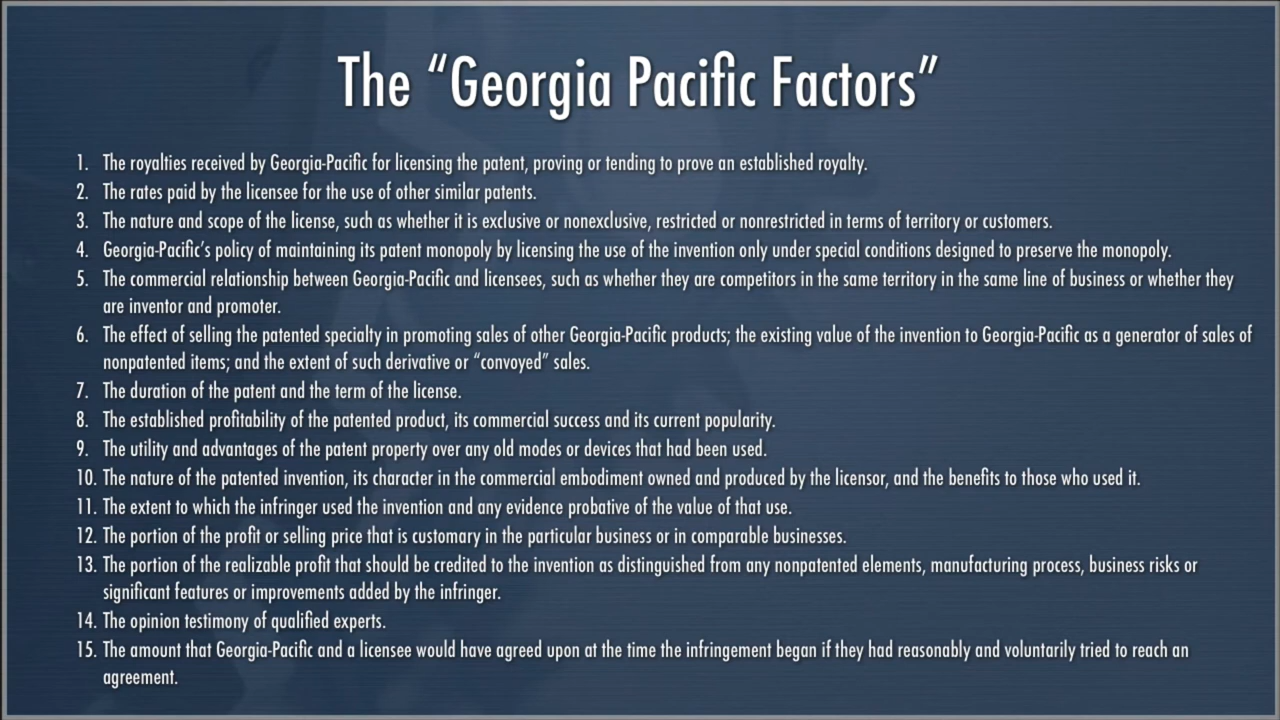 The “Georgia Pacific Factors”
1. The royalties received by Georgia-Pacific for licensing the patent, proving or tending to prove an established royalty.
2. The rates paid by the licensee for the use of other similar patents.
3. The nature and scope of the license, such as whether it is exclusive or nonexclusive, restricted or nonrestricted in terms of territory or customers.
4. Georgia-Pacific’s policy of maintaining its patent monopoly by licensing the use of the invention only under special conditions designed to preserve the monopoly.
5. The commercial relationship between Georgia-Pacific and licensees, such as whether they are competitors in the same territory in the same line of business or whether they
are inventor and promoter.
6. The effect of selling the patented specialty in promoting sales of other Georgia-Pacific products; the existing value of the invention to Georgia-Pacific as a generator of sales of
nonpatented items; and the extent of such derivative or “convoyed” sales.
7. The duration of the patent and the term of the license.
8. The established profitability of the patented product, its commercial success and its current popularity.
9. The utility and advantages of the patent property over any old modes or devices that had been used.
10. The nature of the patented invention, its character in the commercial embodiment owned and produced by the licensor, and the benefits to those who used it.
11. The extent to which the infringer used the invention and any evidence probative of the value of that use.
12. The portion of the profit or selling price that is customary in the particular business or in comparable businesses.
13. The portion of the realizable profit that should be credited to the invention as distinguished from any nonpatented elements, manufacturing process, business risks or
significant features or improvements added by the infringer.
14. The opinion testimony of qualified experts.
15. The amount that Georgia-Pacific and a licensee would have agreed upon at the time the infringement began if they had reasonably and voluntarily tried to reach an
agreement.